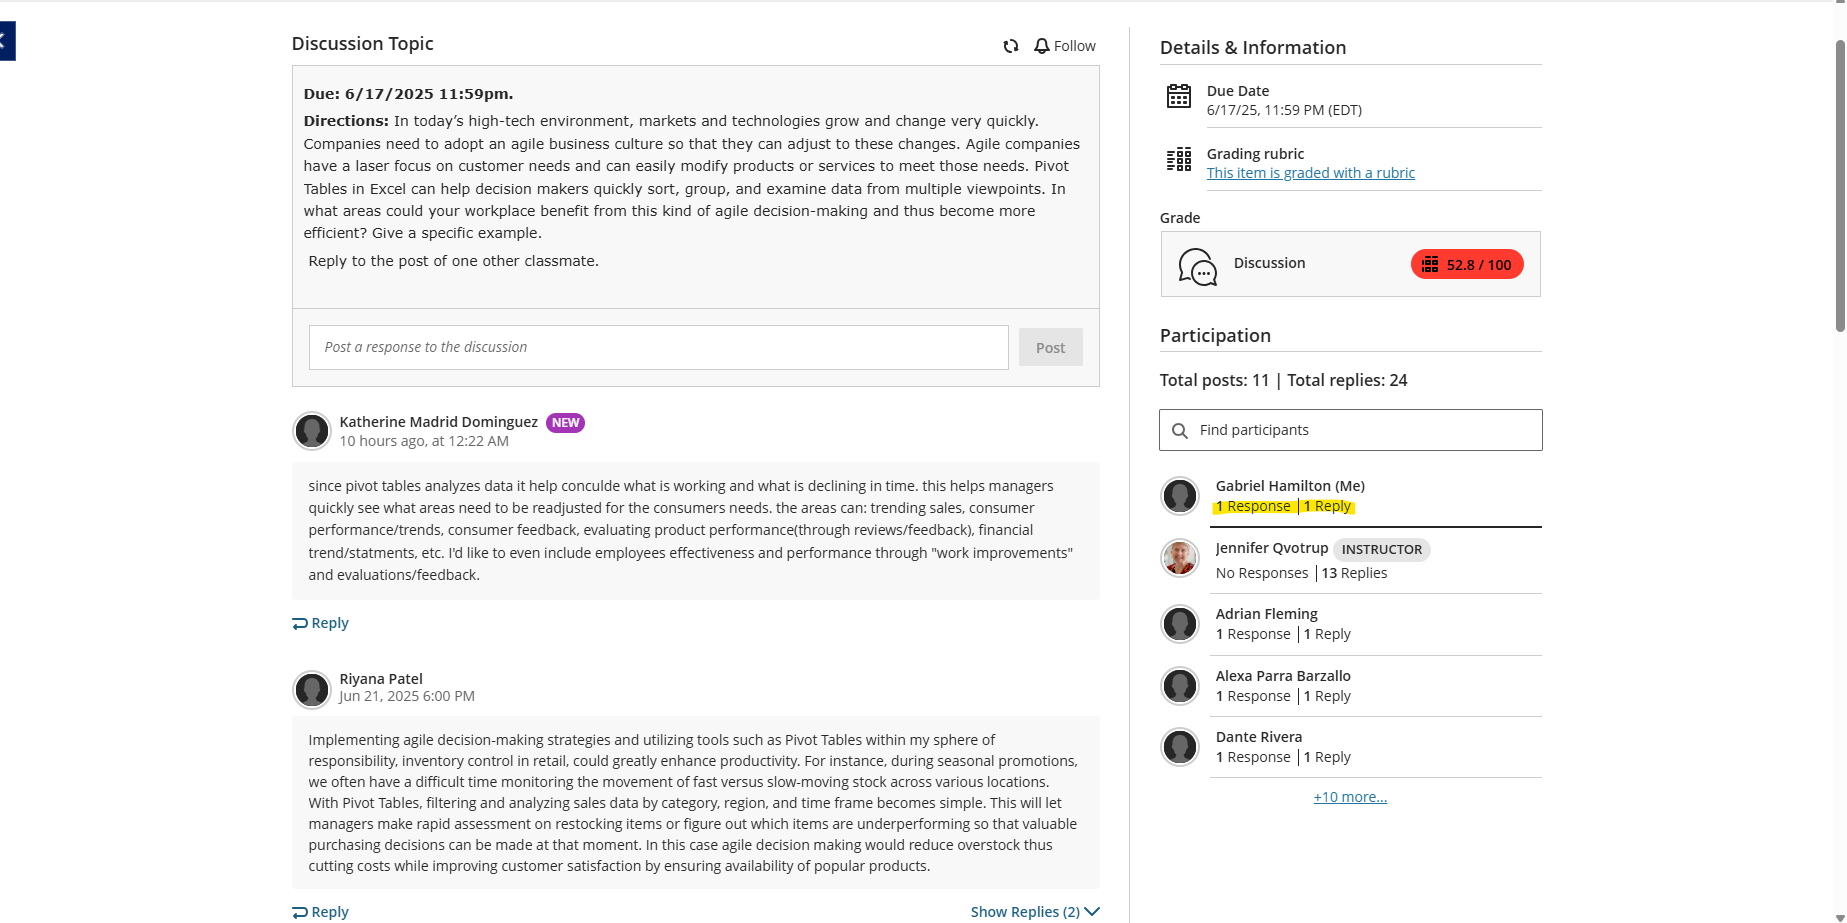 Discussion Topic
Follow
Due: 6/17/2025 11:59pm.
Directions: In today’s high-tech environment, markets and technologies grow and change very quickly.
Companies need to adopt an agile business culture so that they can adjust to these changes. Agile companies
have a laser focus on customer needs and can easily modify products or services to meet those needs. Pivot
Tables in Excel can help decision makers quickly sort, group, and examine data from multiple viewpoints. In
what areas could your workplace benefit from this kind of agile decision-making and thus become more
efficient? Give a specific example.
Reply to the post of one other classmate.
Post a response to the discussion
Post
Katherine Madrid Dominguez NEW
10 hours ago, at 12:22 AM
since pivot tables analyzes data it help conculde what is working and what is declining in time. this helps managers
quickly see what areas need to be readjusted for the consumers needs. the areas can: trending sales, consumer
performance/trends, consumer feedback, evaluating product performance(through reviews/feedback), financial
trend/statments, etc. I'd like to even include employees effectiveness and performance through "work improvements"
and evaluations/feedback.
Reply
Riyana Patel
Jun 21, 2025 6:00 PM
Implementing agile decision-making strategies and utilizing tools such as Pivot Tables within my sphere of
responsibility, inventory control in retail, could greatly enhance productivity. For instance, during seasonal promotions,
we often have a difficult time monitoring the movement of fast versus slow-moving stock across various locations.
With Pivot Tables, filtering and analyzing sales data by category, region, and time frame becomes simple. This will let
managers make rapid assessment on restocking items or figure out which items are underperforming so that valuable
purchasing decisions can be made at that moment. In this case agile decision making would reduce overstock thus
cutting costs while improving customer satisfaction by ensuring availability of popular products.
Reply
Show Replies (2)
Details & Information
Due Date
6/17/25, 11:59 PM (EDT)
Grading rubric
This item is graded with a rubric
Grade
Discussion
52.8 / 100
Participation
Total posts: 11 | Total replies: 24
Find participants
Gabriel Hamilton (Me)
1 Response | 1 Reply
Jennifer Qvotrup INSTRUCTOR
No Responses | 13 Replies
Adrian Fleming
1 Response | 1 Reply
Alexa Parra Barzallo
1 Response | 1 Reply
Dante Rivera
1 Response | 1 Reply
+10 more...